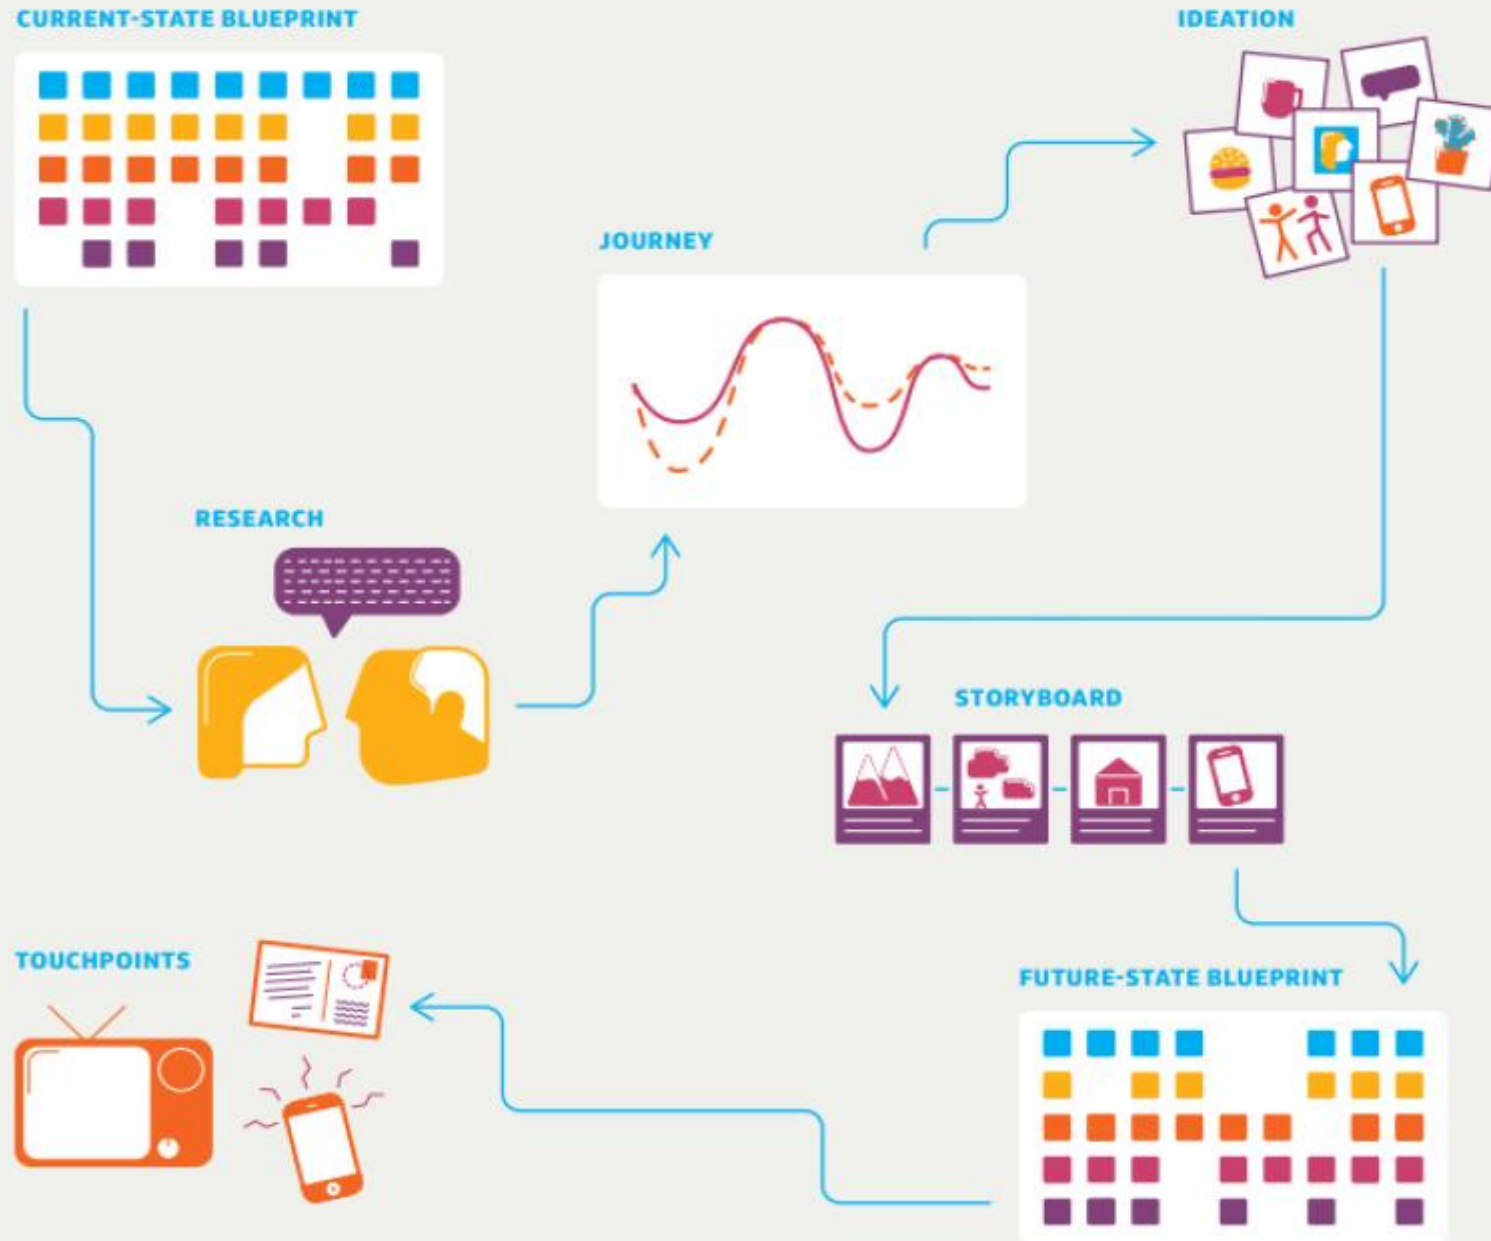 CURRENT-STATE BLUEPRINT
IDEATION
JOURNEY
RESEARCH
STORYBOARD
TOUCHPOINTS
FUTURE-STATE BLUEPRINT